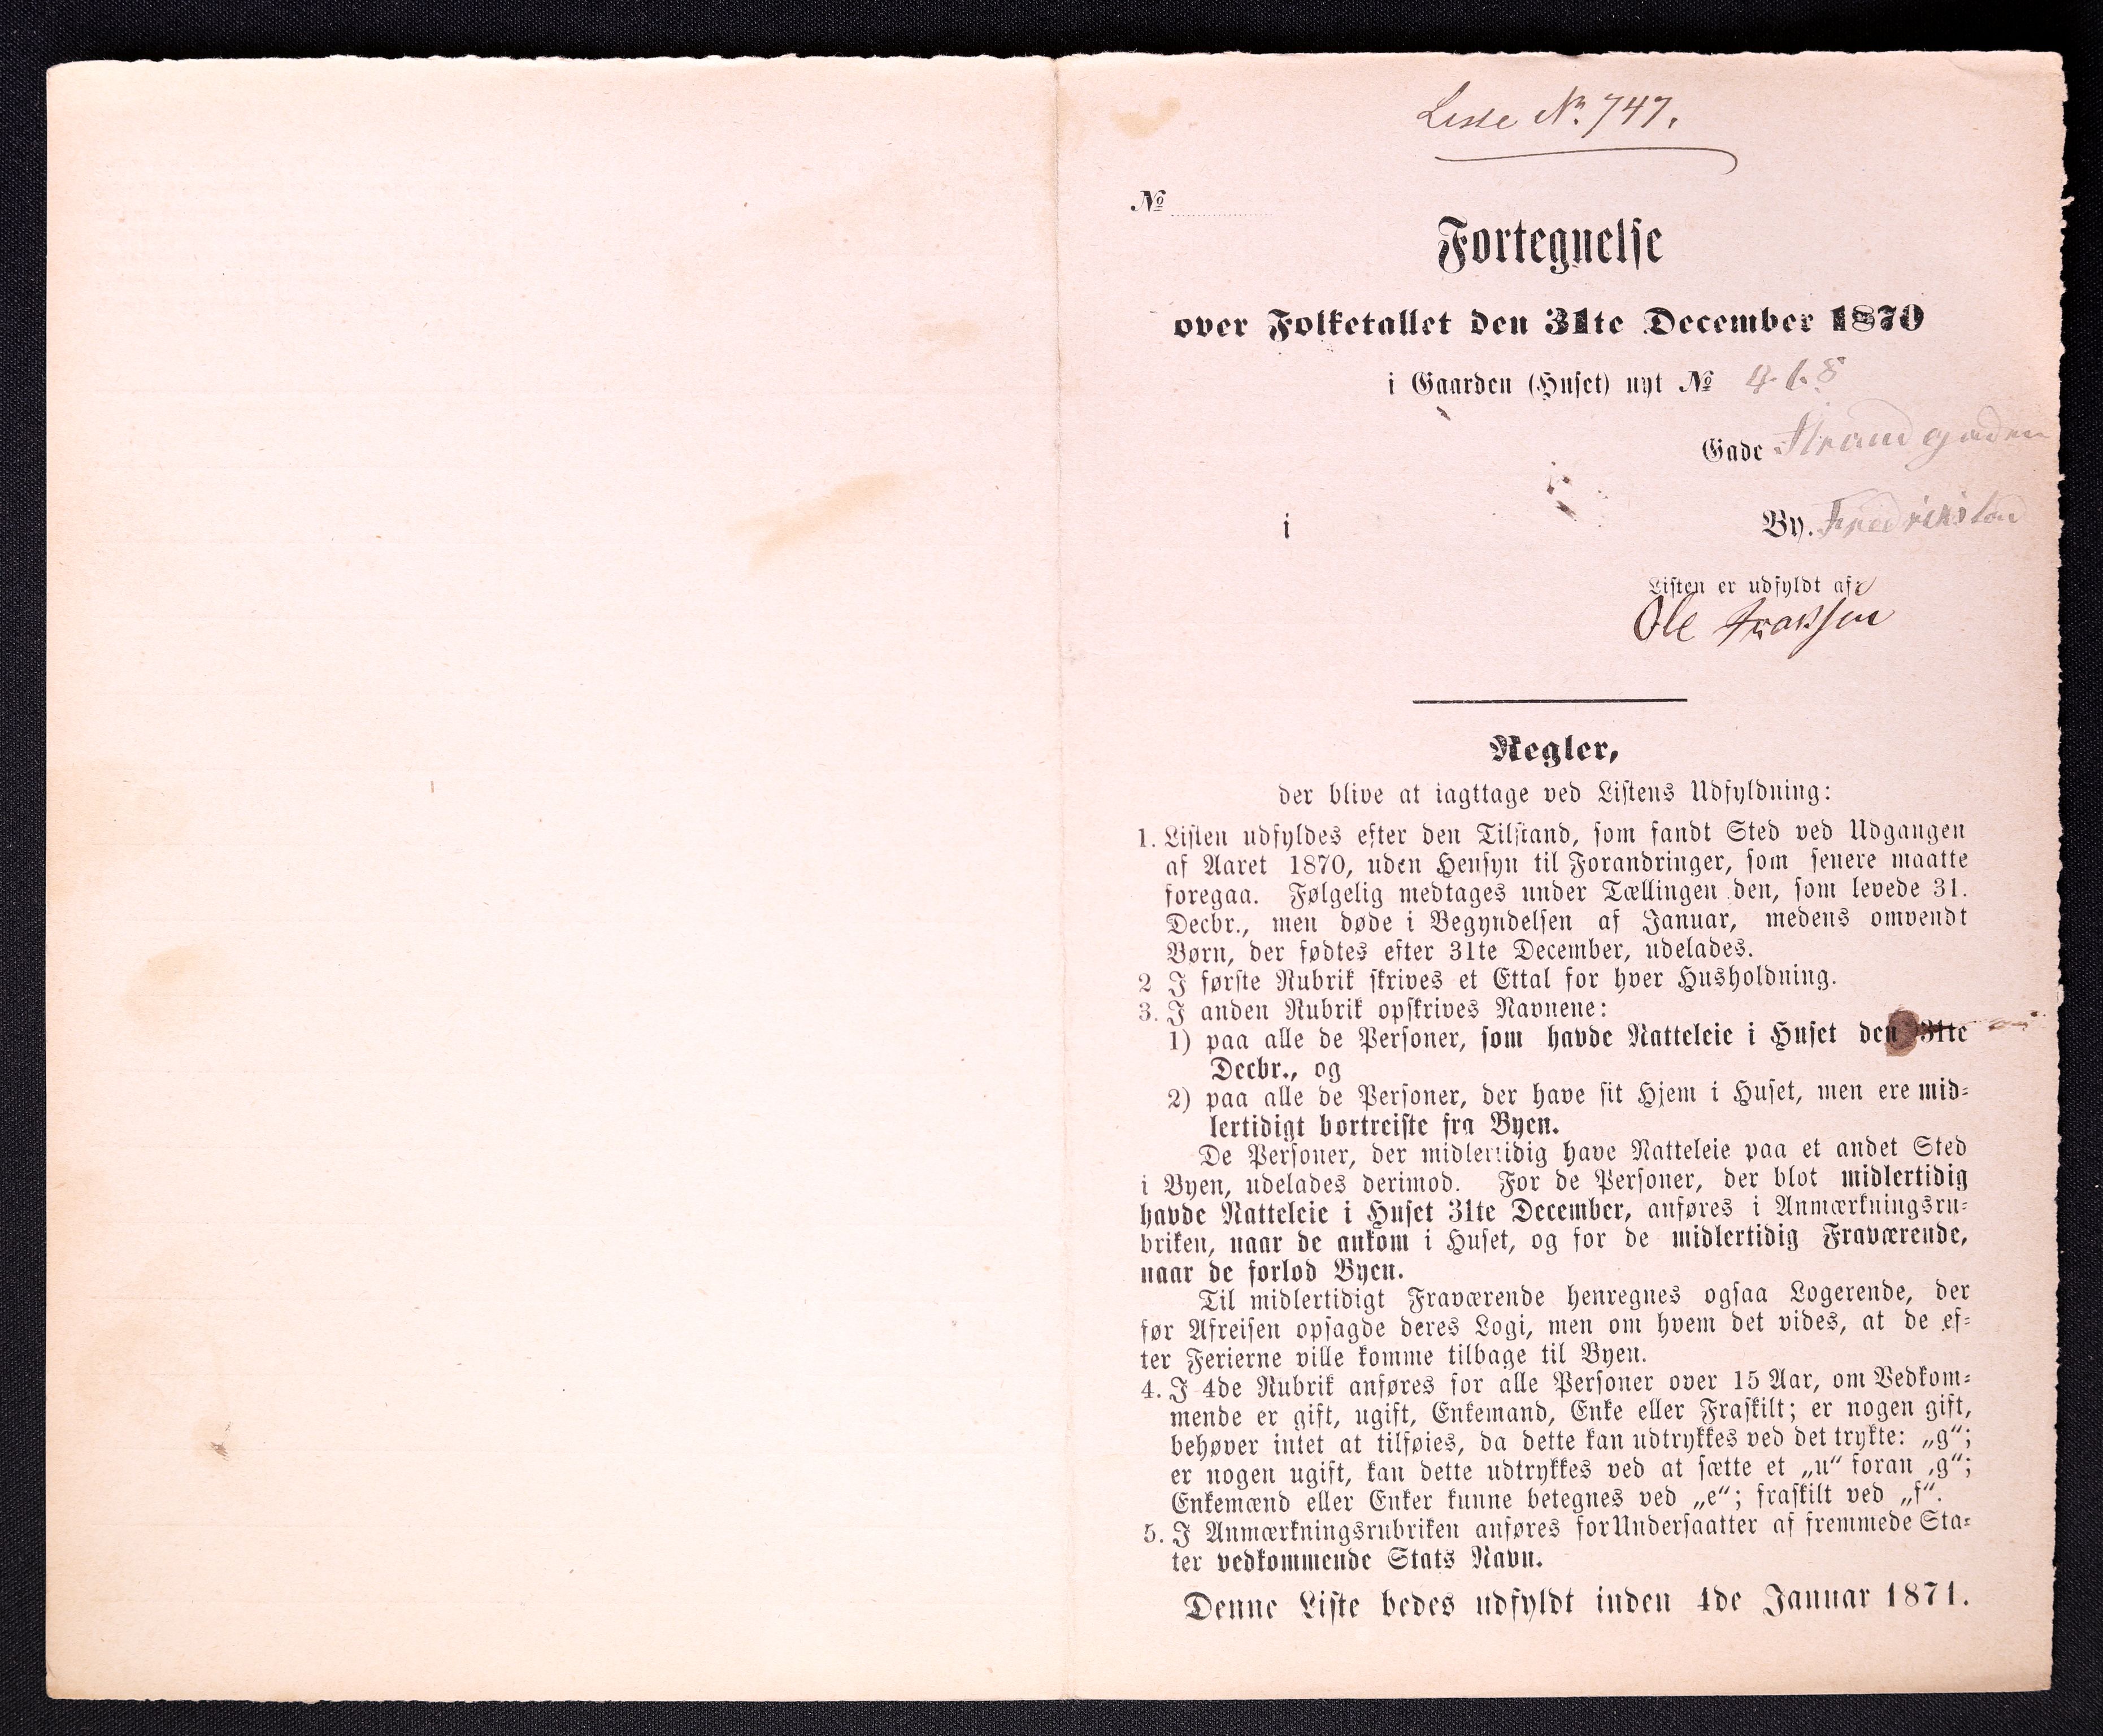 Liste No. 747.
No
Fortegnelse
over Folketallet den 31te December 1870
i Gaarden (Huset) nyt No
Gade Strandgaden
i By. Fredrikstad
Listen er udfyldt af
Ole
Regler,
der blive at iagttage ved Listens Udfyldning:
1. Listen udfyldes efter den Tilstand, som fandt Sted ved Udgangen
af Aaret 1870, uden Hensyn til Forandringer, som senere maatte
foregaa. Følgelig medtages under Tællingen den, som levede 31.
Decbr., men døde i Begyndelsen af Januar, medens omvendt
Børn, der fødtes efter 31te December, udelades.
2 I første Rubrik skrives et Ettal for hver Husholdning.
3. I anden Rubrik opskrives Navnene:
1) paa alle de Personer, som havde Natteleie i Huset den 31te
Decbr., og
2) paa alle de Personer, der have sit Hjem i Huset, men ere mid-
lertidigt bortreiste fra Byen.
De Personer, der midlertidig have Natteleie paa et andet Sted
i Byen, udelades derimod. For de Personer, der blot midlertidig
havde Natteleie i Huset 31te December, anføres i Anmærkningsru-
briken, naar de ankom i Huset, og for de midlertidig Fraværende,
naar de forlod Byen.
Til midlertidigt Fraværende henregnes ogsaa Logerende, der
før Afreisen opsagde deres Logi, men om hvem det vides, at de ef-
ter Ferierne ville komme tilbage til Byen.
4. I 4de Rubrik anføres for alle Personer over 15 Aar, om Vedkom-
mende er gift, ugift, Enkemand, Enke eller Fraskilt; er nogen gift,
behøver intet at tilføies, da dette kan udtrykkes ved det trykte: „g“;
er nogen ugift, kan dette udtrykkes ved at sætte et „u“ foran ‚g“;
Enkemænd eller Enker kunne betegnes ved „e“; fraskilt ved „f“.
5. I Anmærkningsrubriken anføres for Undersaatter af fremmede Sta-
ter vedkommende Stats Navn.
Denne Liste bedes udfyldt inden 4de Januar 1871.